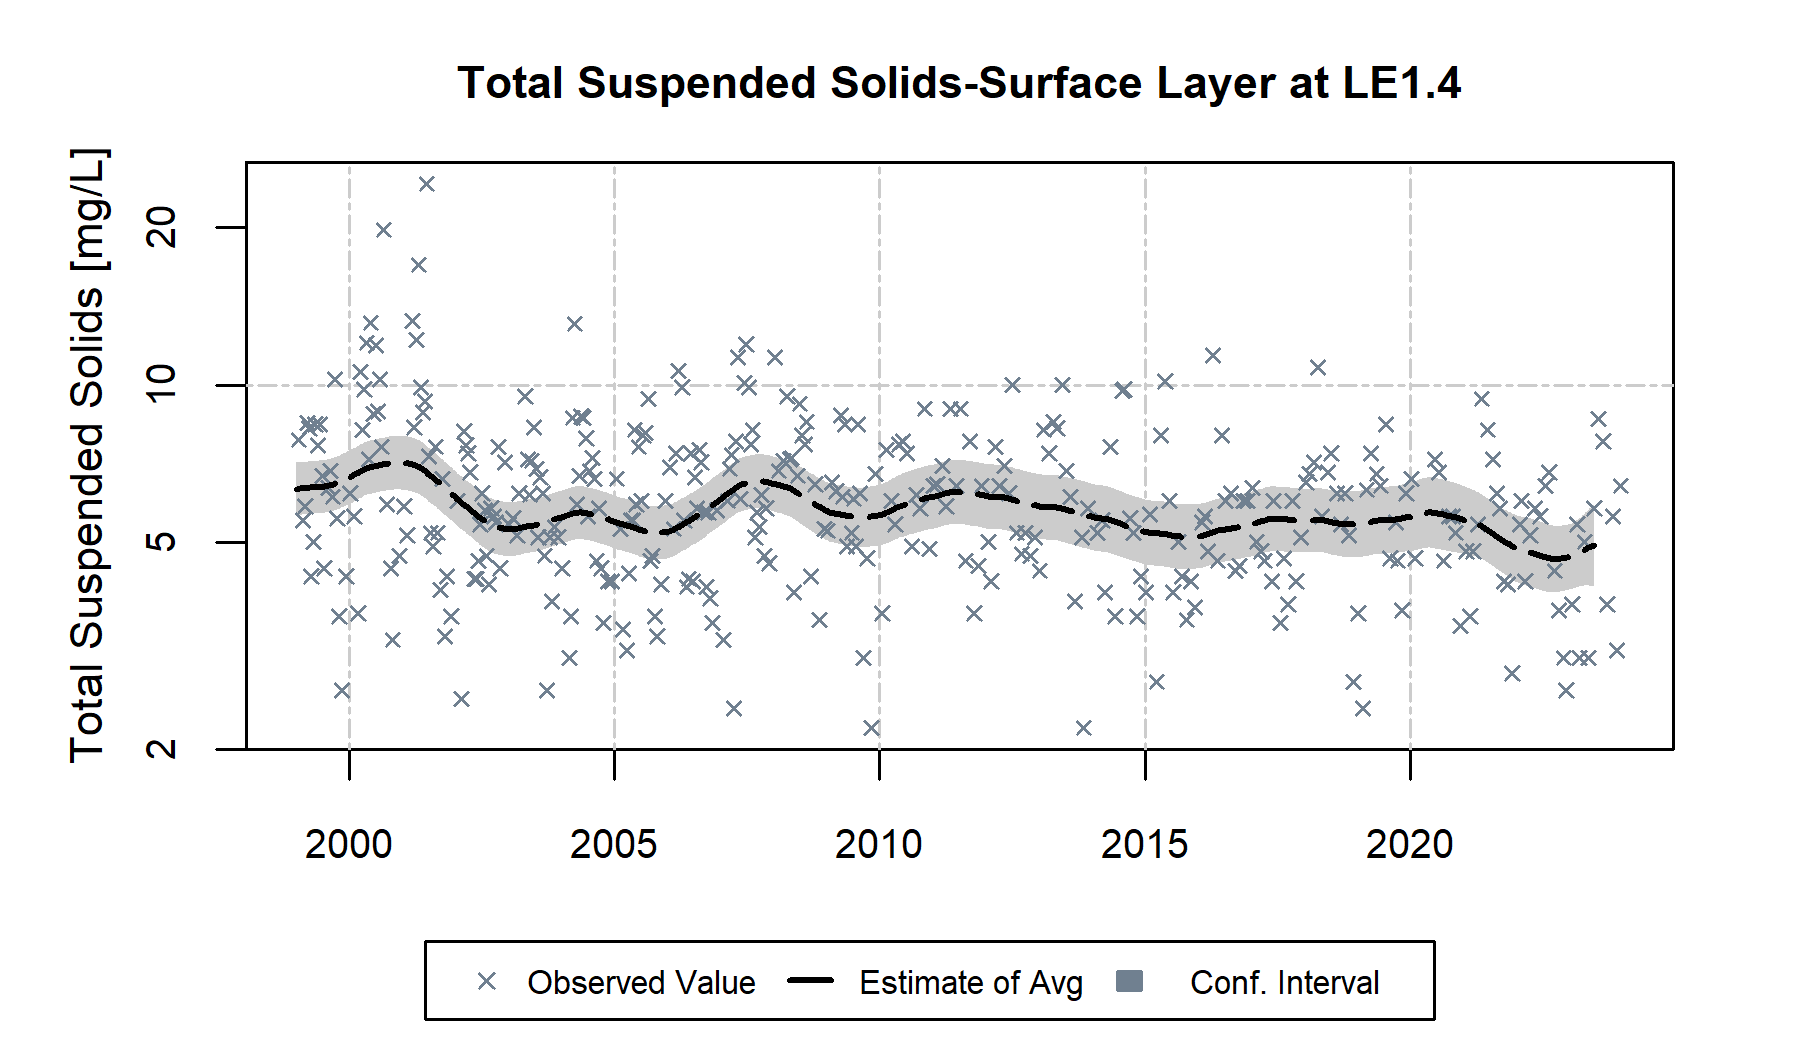 Total Suspended Solids-Surface Layer at LE1.4
Total Suspended Solids [mg/L]
20
10
5
2
2000 2005 2010 2015 2020
Observed Value Estimate of Avg Conf. Interval